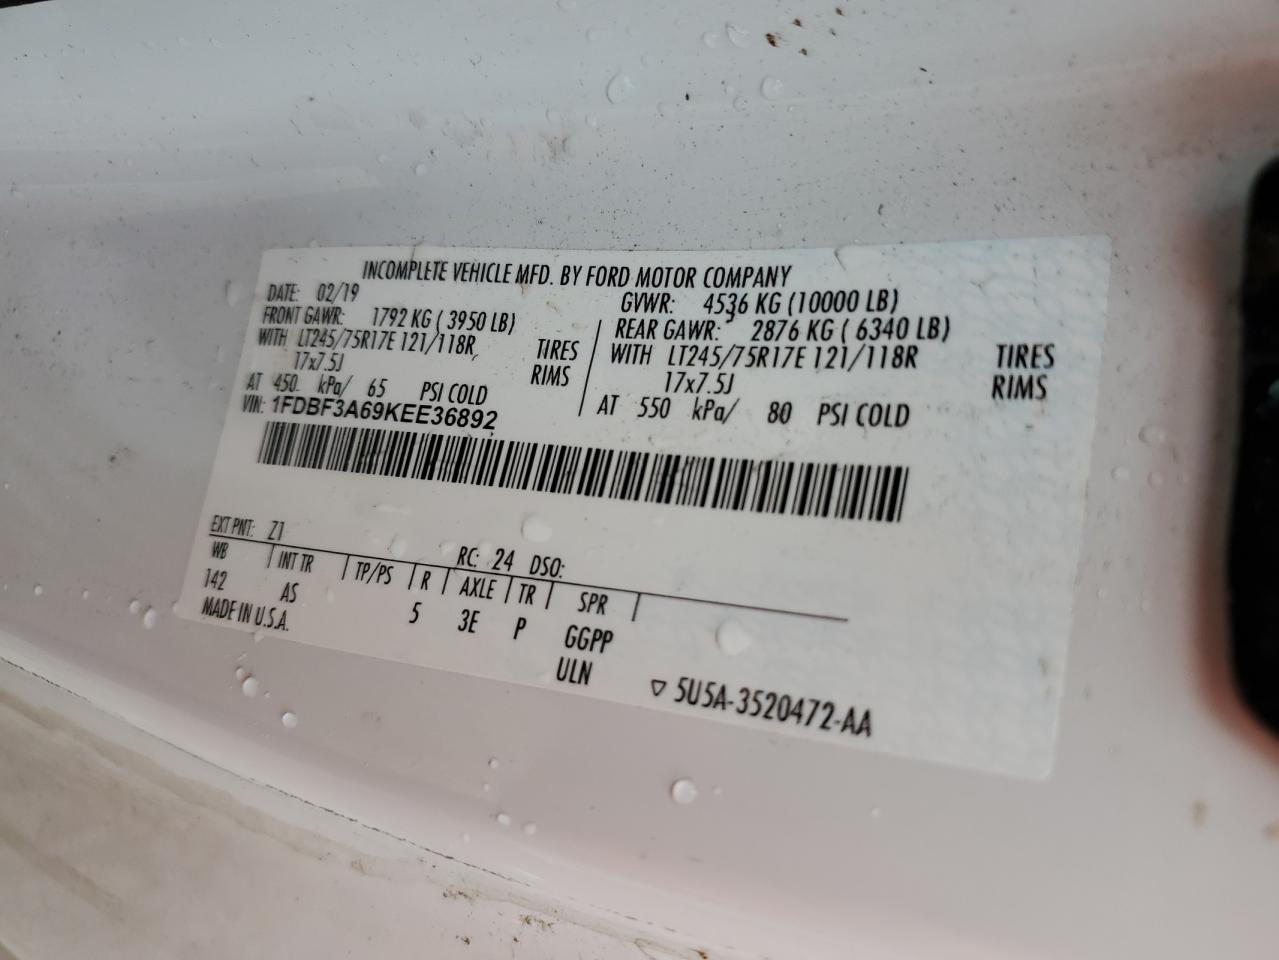 INCOMPLETE VEHICLE MFD. BY FORD MOTOR COMPANY
DATE: 02/19 GVWR: 4536 KG (10000 LB)
FRONT GAWR: 1792 KG ( 3950 LB) REAR GAWR: 2876 KG ( 6340 LB)
WITH LT245/75R17E 121/118R TIRES WITH LT245/75R17E 121/118R TIRES
17x7.5J RIMS 17x7.5J RIMS
AT 450 kPa/ 65 PSI COLD AT 550 kPa/ 80 PSI COLD
VIN: 1FDBF3A69KEE36892
EXT PNT: Z1 RC: 24 DSO:
WB INT TR TP/PS R AXLE TR SPR
142 AS 5 3E P GGPP
MADE IN U.S.A. ULN
5U5A-3520472-AA